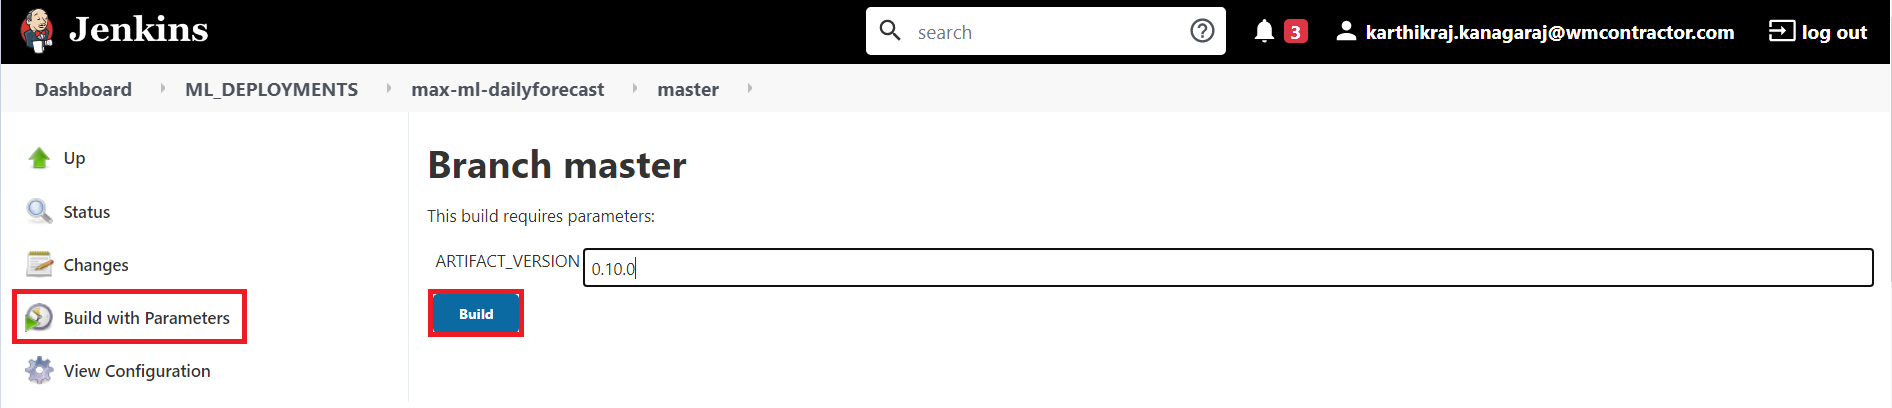 Jenkins
search
3
karthikraj.kanagaraj@wmcontractor.com
log out
Dashboard ML_DEPLOYMENTS max-ml-dailyforecast master
Up
Status
Changes
Build with Parameters
View Configuration
Branch master
This build requires parameters:
ARTIFACT_VERSION 0.10.0
Build